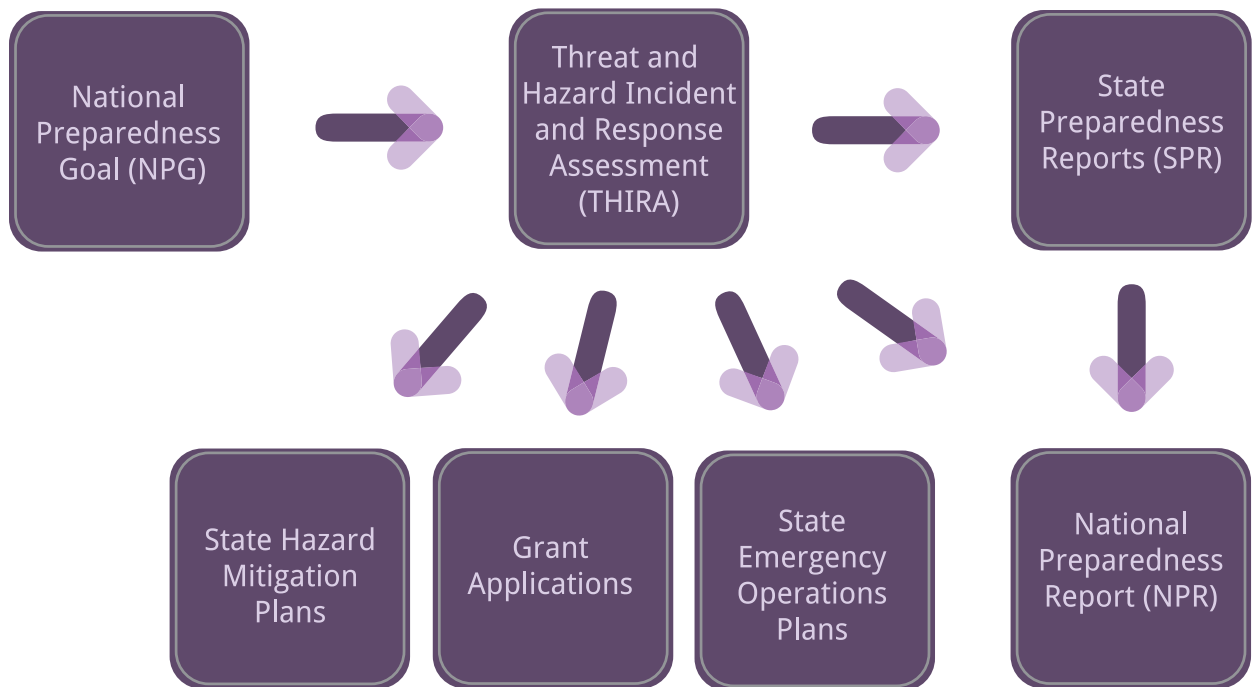 National
Preparedness
Goal (NPG)
Threat and
Hazard Incident
and Response
Assessment
(THIRA)
State
Preparedness
Reports (SPR)
State Hazard
Mitigation
Plans
Grant
Applications
State
Emergency
Operations
Plans
National
Preparedness
Report (NPR)